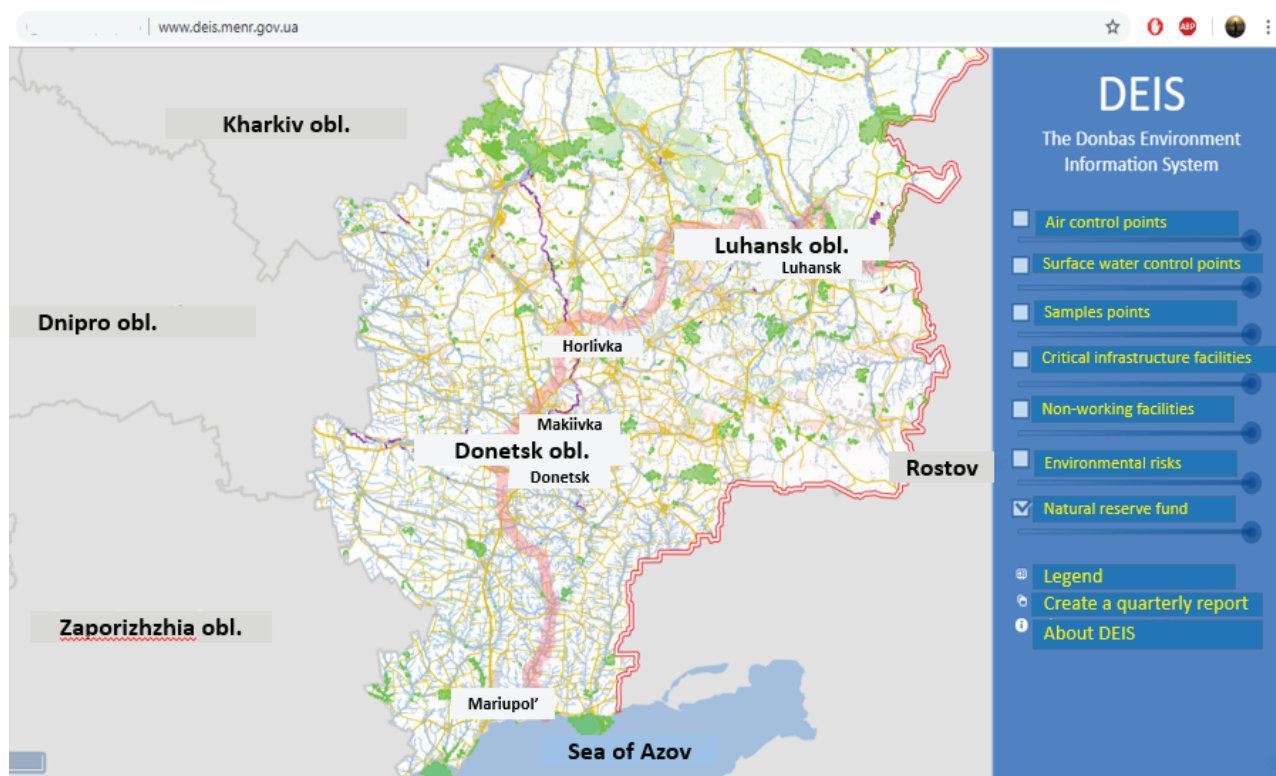 www.deis.menr.gov.ua
ABP
Kharkiv obl.
Luhansk obl.
Luhansk
Dnipro obl.
Horlivka
Makiivka
Donetsk obl.
Donetsk
Rostov
Zaporizhzhia obl.
Mariupol’
Sea of Azov
DEIS
The Donbas Environment
Information System
Air control points
Surface water control points
Samples points
Critical infrastructure facilities
Non-working facilities
Environmental risks
Natural reserve fund
Legend
Create a quarterly report
About DEIS